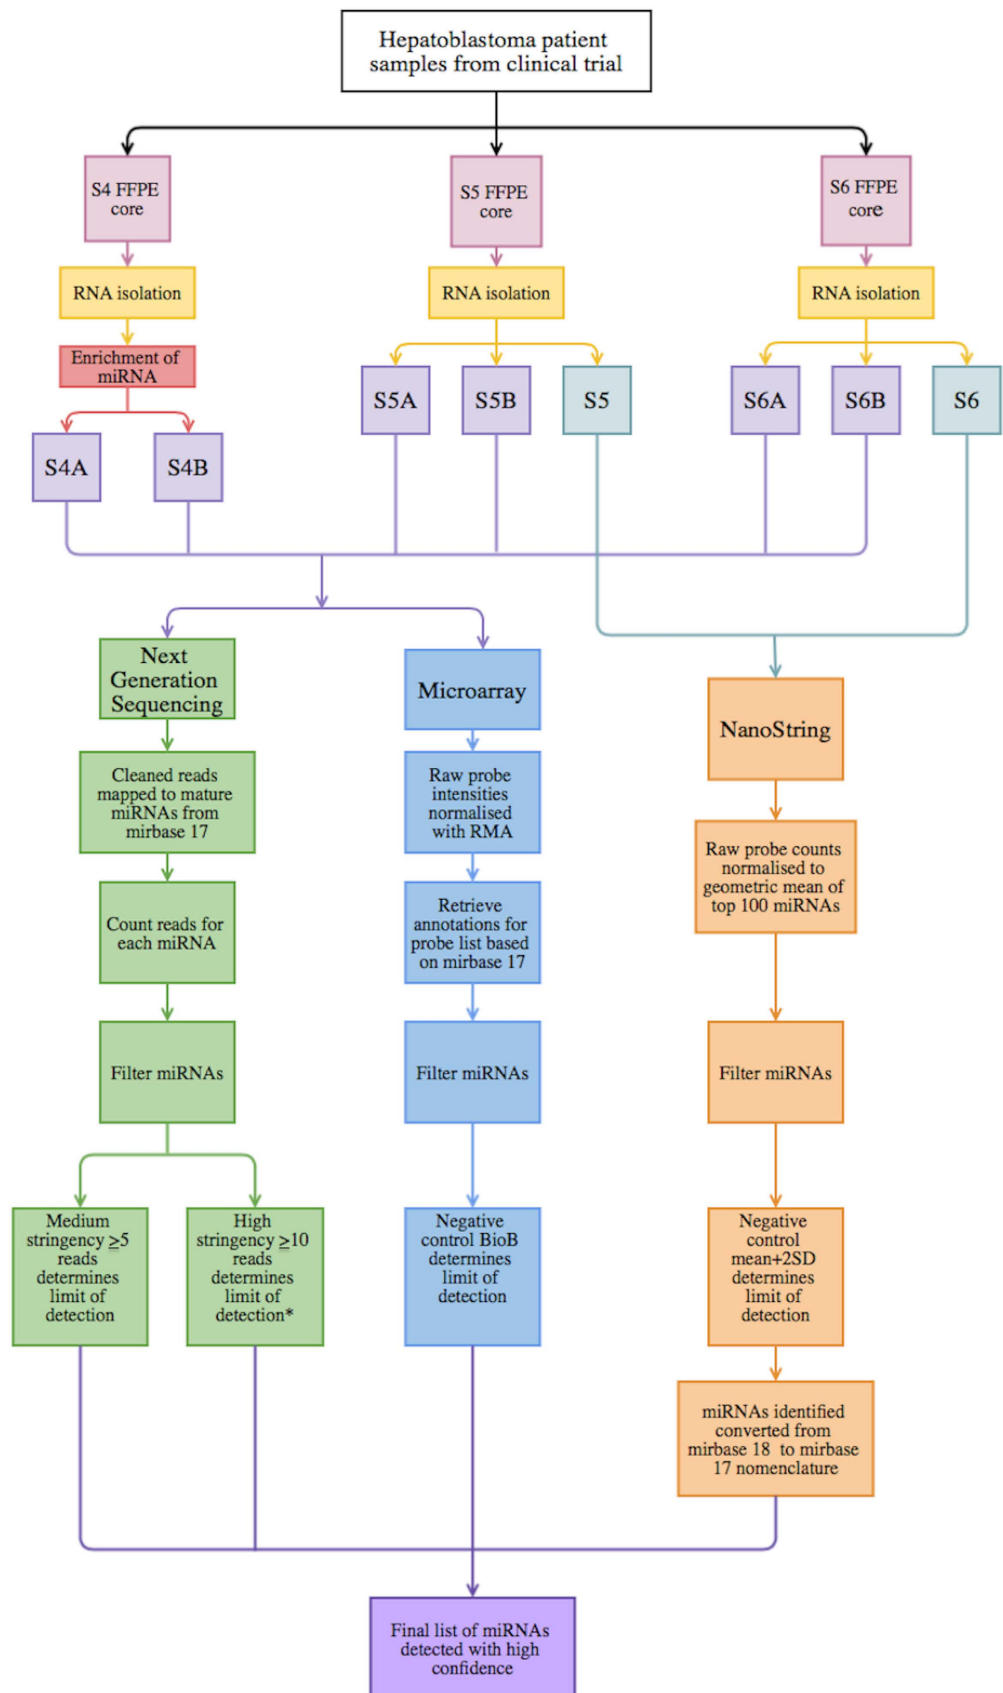 Hepatoblastoma patient
samples from clinical trial
S4 FFPE
core
S5 FFPE
core
S6 FFPE
core
RNA isolation
RNA isolation
RNA isolation
Enrichment of
miRNA
S5A
S5B
S5
S6A
S6B
S6
S4A
S4B
Next
Generation
Sequencing
Microarray
NanoString
Cleaned reads
mapped to mature
miRNAs from
mirbase 17
Raw probe
intensities
normalised
with RMA
Raw probe counts
normalised to
geometric mean of
top 100 miRNAs
Count reads for
each miRNA
Retrieve
annotations for
probe list based
on mirbase 17
Filter miRNAs
Filter miRNAs
Filter miRNAs
Medium
stringency ≥5
reads
determines
limit of
detection
High
stringency ≥10
reads
determines
limit of
detection*
Negative
control BioB
determines
limit of
detection
Negative
control
mean+2SD
determines
limit of
detection
miRNAs identified
converted from
mirbase 18 to mirbase
17 nomenclature
Final list of miRNAs
detected with high
confidence